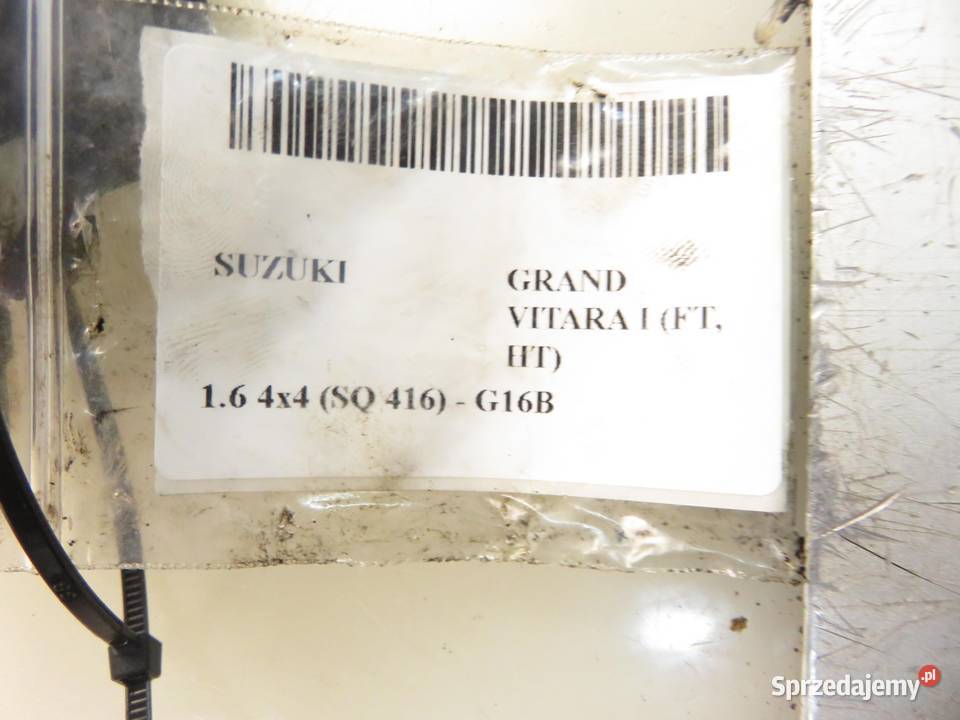 SUZUKI
GRAND
VITARA I (FT,
HT)
1.6 4x4 (SQ 416) - G16B
Sprzedajemy.pl